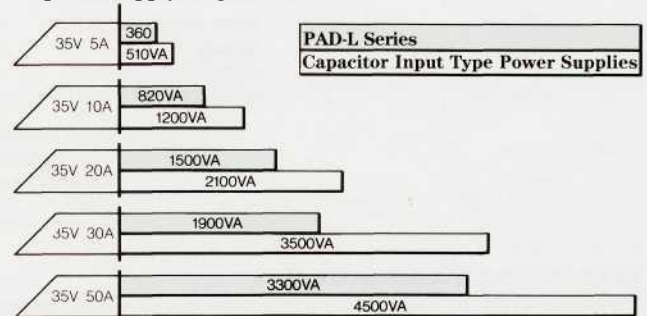 35V 5A
360
510VA
PAD-L Series
Capacitor Input Type Power Supplies
35V 10A
820VA
1200VA
35V 20A
1500VA
2100VA
35V 30A
1900VA
3500VA
35V 50A
3300VA
4500VA